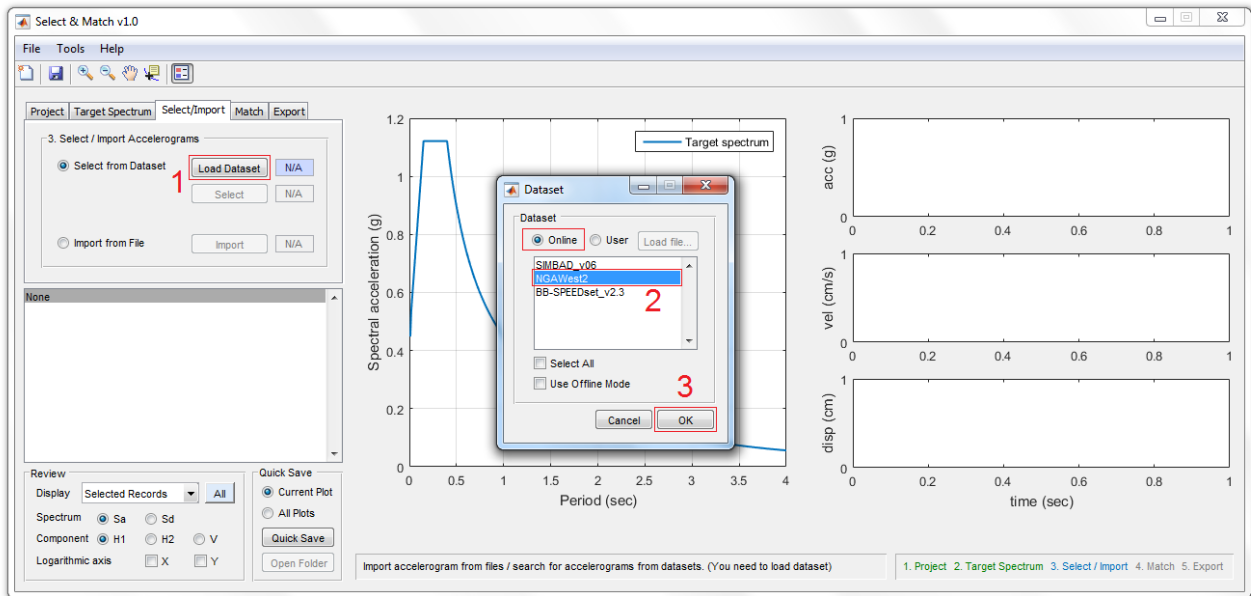 Select & Match v1.0
File Tools Help
Project Target Spectrum Select/Import Match Export
3. Select / Import Accelerograms
Select from Dataset Load Dataset N/A
1
Select N/A
Import from File Import N/A
None
Review
Display Selected Records All
Spectrum Sa Sd
Component H1 H2 V
Logarithmic axis X Y
Quick Save
Current Plot
All Plots
Quick Save
Open Folder
Spectral acceleration (g)
1.2
1
0.8
0.6
0.4
0.2
0
0 0.5 1 1.5 2 2.5 3 3.5 4
Period (sec)
Target spectrum
Dataset
Dataset
Online User Load file...
SIMBAD_v06
NGAWest2
BB-SPEEDset_v2.3
2
Select All
Use Offline Mode
3
Cancel OK
acc (g)
1
0
0 0.2 0.4 0.6 0.8 1
vel (cm/s)
1
0
0 0.2 0.4 0.6 0.8 1
disp (cm)
1
0
0 0.2 0.4 0.6 0.8 1
time (sec)
Import accelerogram from files / search for accelerograms from datasets. (You need to load dataset)
1. Project 2. Target Spectrum 3. Select / Import 4. Match 5. Export